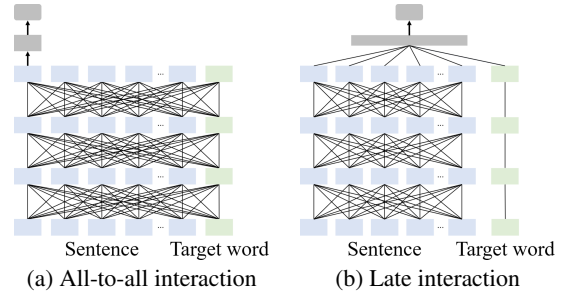 ... ...
... ...
... ...
... ...
Sentence Target word Sentence Target word
(a) All-to-all interaction (b) Late interaction